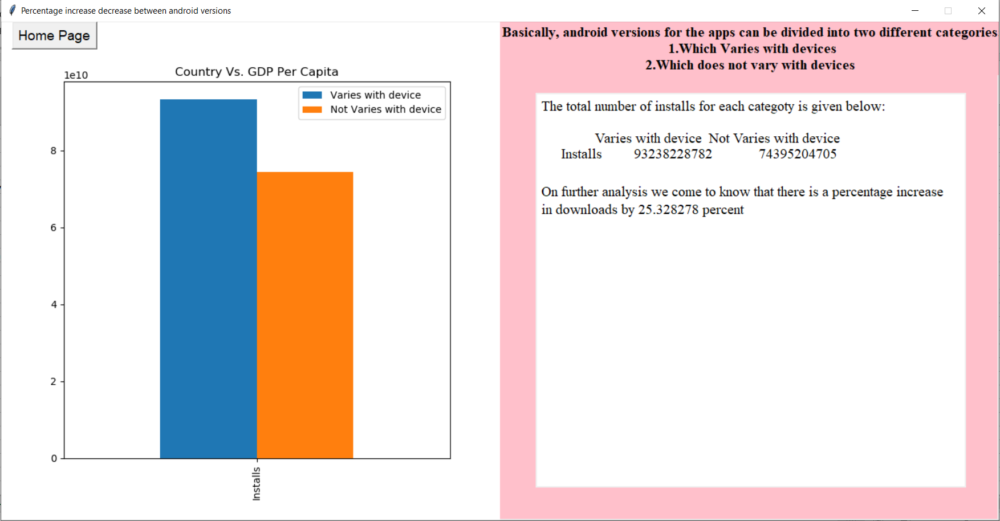 Percentage increase decrease between android versions
Home Page
Country Vs. GDP Per Capita
1e10
Varies with device
Not Varies with device
8
6
4
2
0
Installs
Basically, android versions for the apps can be divided into two different categories
1.Which Varies with devices
2.Which does not vary with devices
The total number of installs for each categoty is given below:
Varies with device Not Varies with device
Installs 93238228782 74395204705
On further analysis we come to know that there is a percentage increase
in downloads by 25.328278 percent